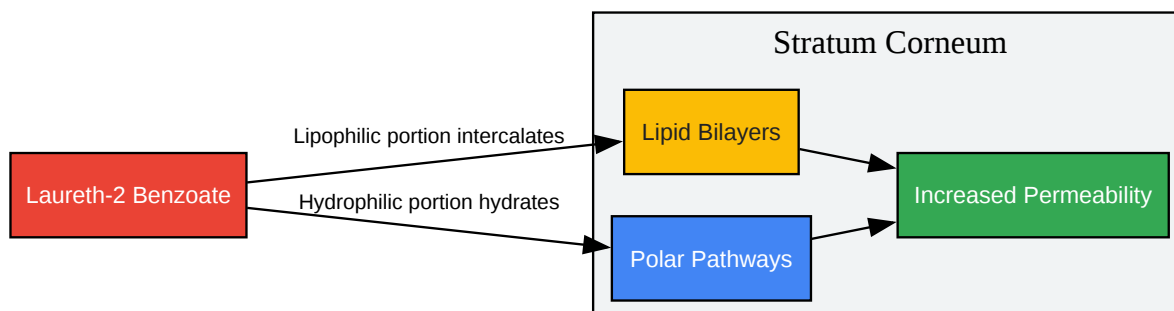 Stratum Corneum
Lipophilic portion intercalates
Lipid Bilayers
Laureth-2 Benzoate
Increased Permeability
Hydrophilic portion hydrates
Polar Pathways